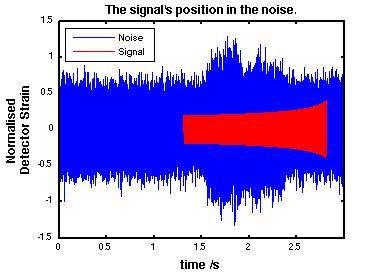 The signal's position in the noise.
Noise
Signal
Normalised
Detector Strain
1.5
1
0.5
0
-0.5
-1
-1.5
0
0.5
1
1.5
2
2.5
time /s